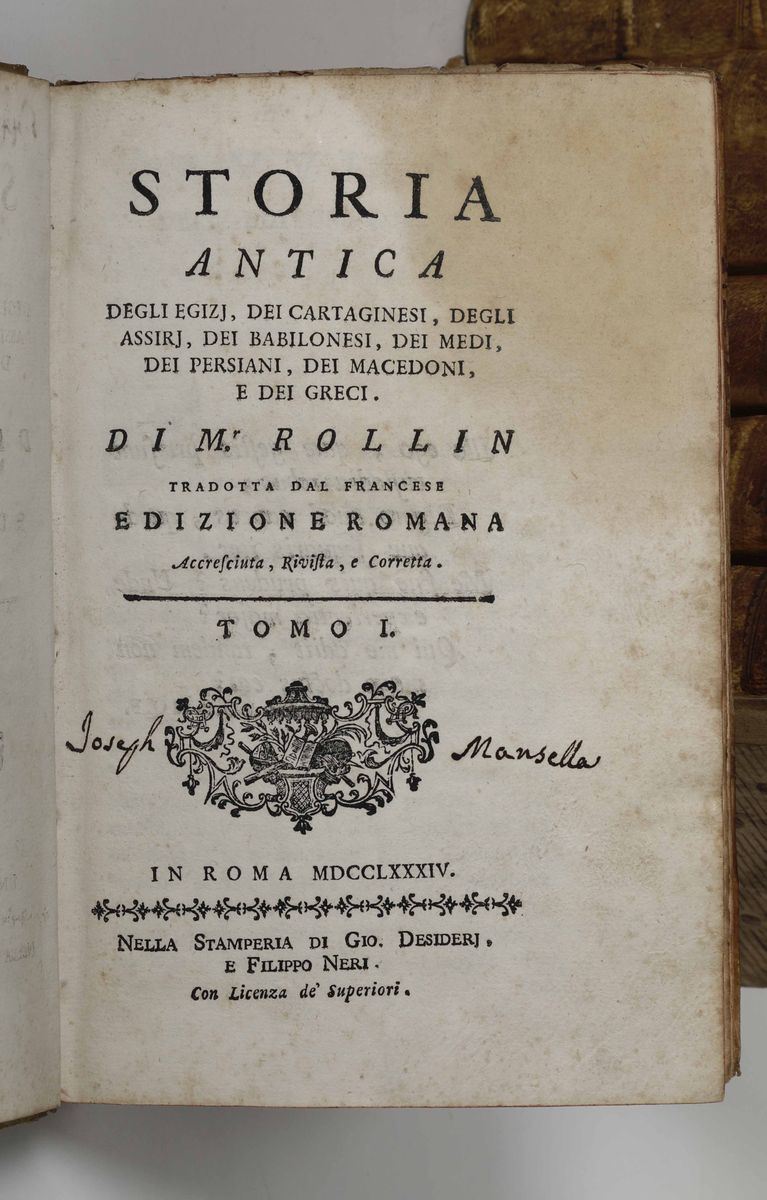 STORIA
ANTICA
DEGLI EGIZJ, DEI CARTAGINESI, DEGLI
ASSIRJ, DEI BABILONESI, DEI MEDI,
DEI PERSIANI, DEI MACEDONI,
E DEI GRECI.
DI M.r ROLLIN
TRADOTTA DAL FRANCESE
EDIZIONE ROMANA
Accreſciuta, Riviſta, e Corretta.
TOMO I.
Joseph Mansella
IN ROMA MDCCLXXXIV.
NELLA STAMPERIA DI GIO. DESIDERJ,
E FILIPPO NERI.
Con Licenza de' Superiori.